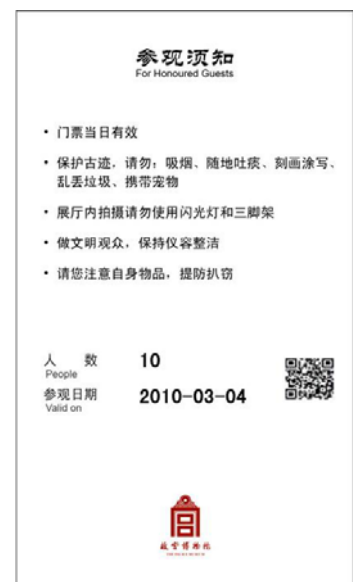 参观须知
For Honoured Guests
• 门票当日有效
• 保护古迹，请勿：吸烟、随地吐痰、刻画涂写、
乱丢垃圾、携带宠物
• 展厅内拍摄请勿使用闪光灯和三脚架
• 做文明观众，保持仪容整洁
• 请您注意自身物品，提防扒窃
人 数 10
People
参观日期 2010-03-04
Valid on
故宫博物院